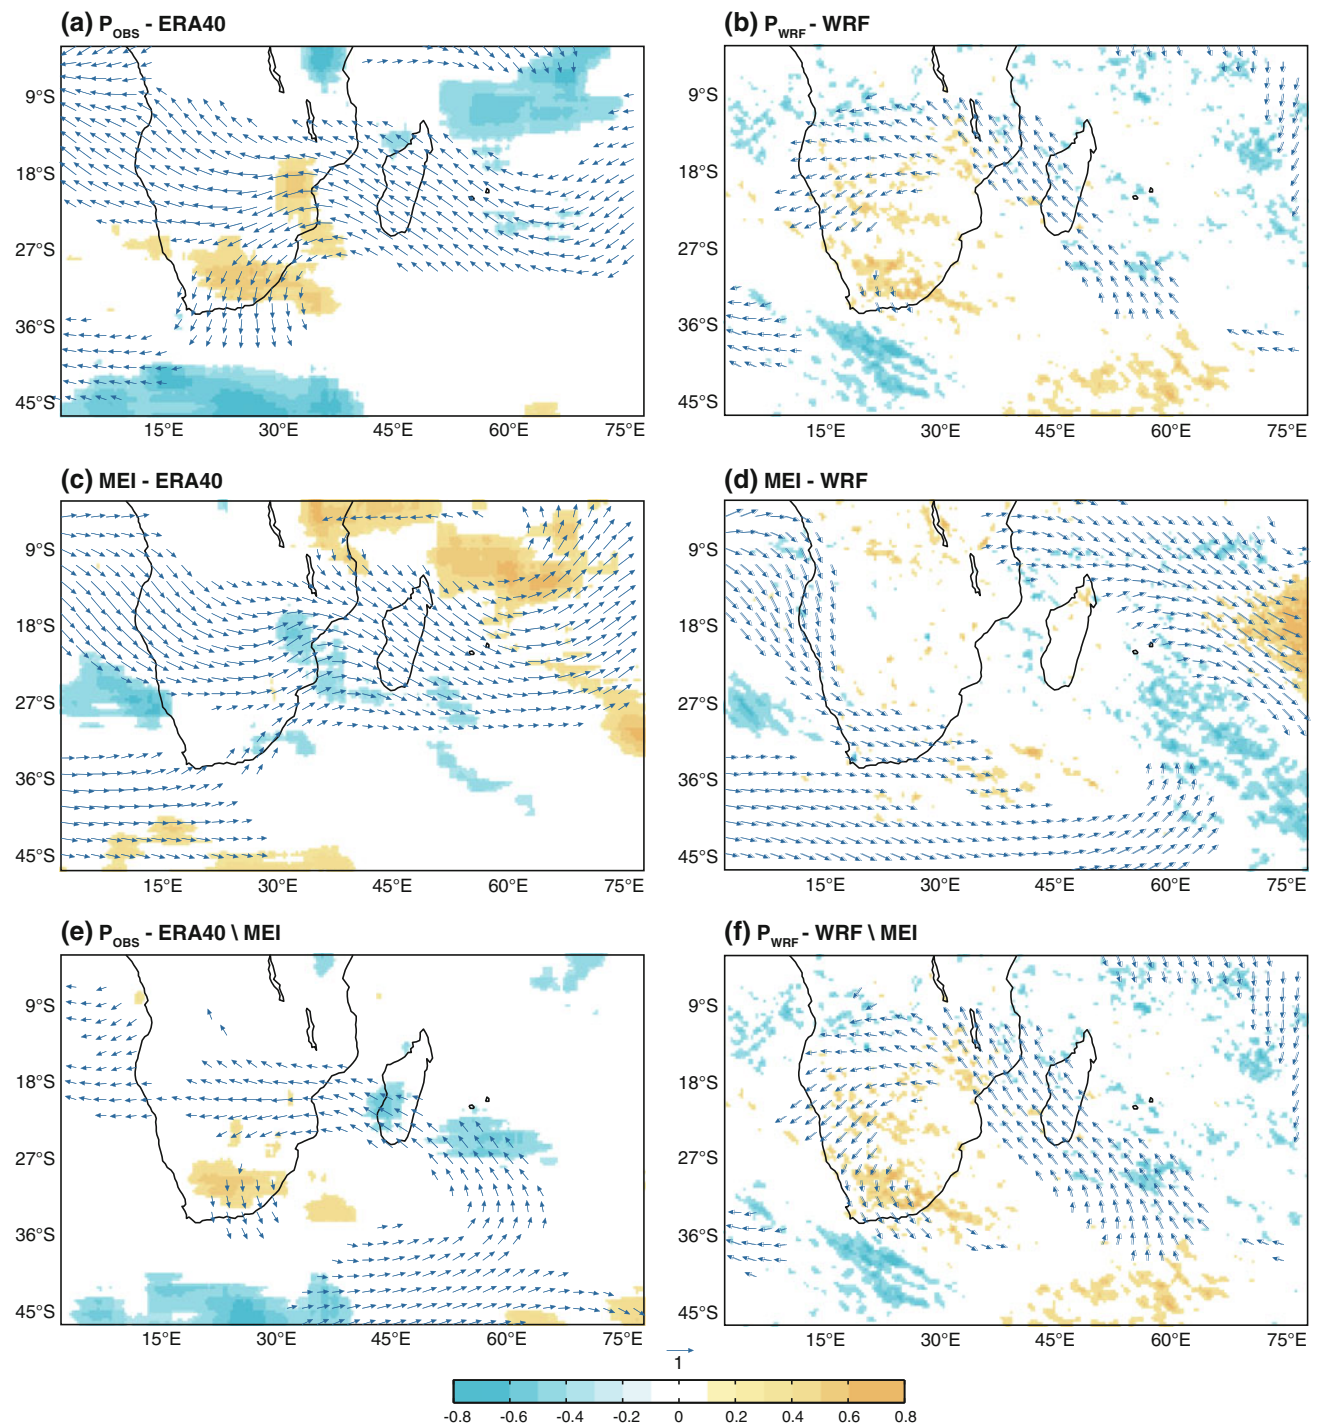 (a) P_OBS - ERA40
(b) P_WRF - WRF
9°S
18°S
27°S
36°S
45°S
15°E 30°E 45°E 60°E 75°E
9°S
18°S
27°S
36°S
45°S
15°E 30°E 45°E 60°E 75°E
(c) MEI - ERA40
(d) MEI - WRF
9°S
18°S
27°S
36°S
45°S
15°E 30°E 45°E 60°E 75°E
9°S
18°S
27°S
36°S
45°S
15°E 30°E 45°E 60°E 75°E
(e) P_OBS - ERA40 \ MEI
(f) P_WRF - WRF \ MEI
9°S
18°S
27°S
36°S
45°S
15°E 30°E 45°E 60°E 75°E
9°S
18°S
27°S
36°S
45°S
15°E 30°E 45°E 60°E 75°E
1
-0.8 -0.6 -0.4 -0.2 0 0.2 0.4 0.6 0.8